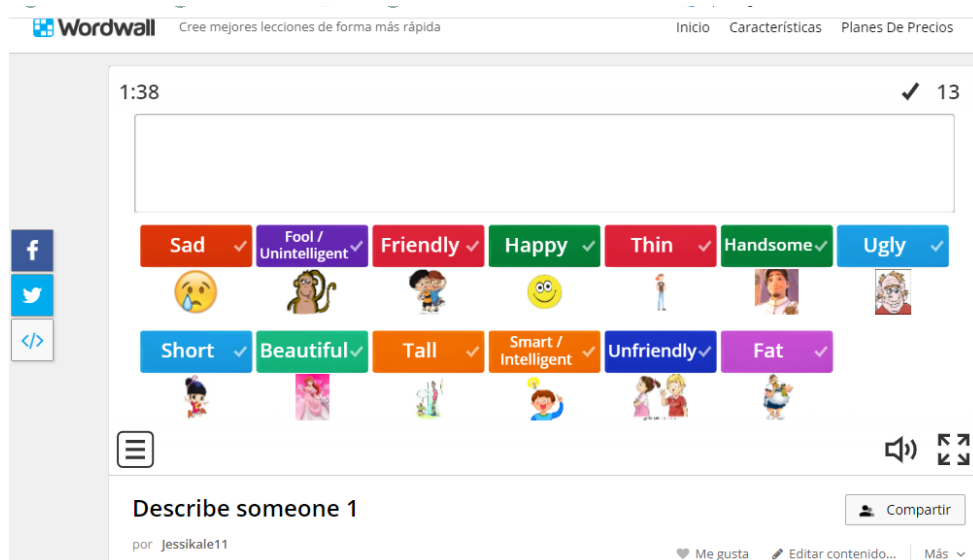 Wordwall Cree mejores lecciones de forma más rápida Inicio Características Planes De Precios
1:38 13
Sad Fool / Unintelligent Friendly Happy Thin Handsome Ugly
Short Beautiful Tall Smart / Intelligent Unfriendly Fat
Describe someone 1 Compartir
por Jessikale11 Me gusta Editar contenido... Más